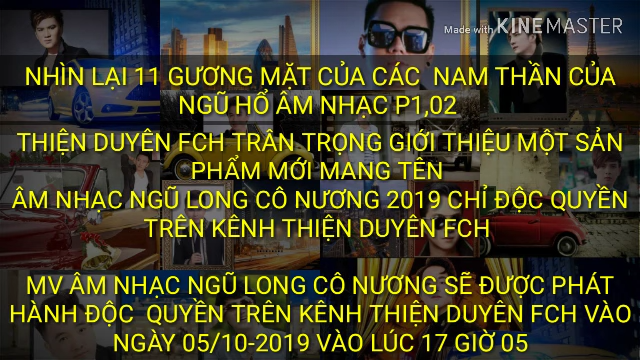 Made with KINEMASTER
NHÌN LẠI 11 GƯƠNG MẶT CỦA CÁC NAM THẦN CỦA
NGŨ HỔ ÂM NHẠC P1,02
THIỆN DUYÊN FCH TRÂN TRỌNG GIỚI THIỆU MỘT SẢN
PHẨM MỚI MANG TÊN
ÂM NHẠC NGŨ LONG CÔ NƯƠNG 2019 CHỈ ĐỘC QUYỀN
TRÊN KÊNH THIỆN DUYÊN FCH
MV ÂM NHẠC NGŨ LONG CÔ NƯƠNG SẼ ĐƯỢC PHÁT
HÀNH ĐỘC QUYỀN TRÊN KÊNH THIỆN DUYÊN FCH VÀO
NGÀY 05/10-2019 VÀO LÚC 17 GIỜ 05